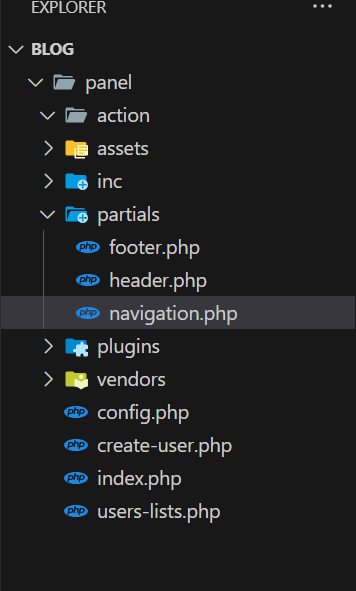 EXPLORER ...
BLOG
panel
action
assets
inc
partials
php footer.php
php header.php
php navigation.php
plugins
vendors
php config.php
php create-user.php
php index.php
php users-lists.php